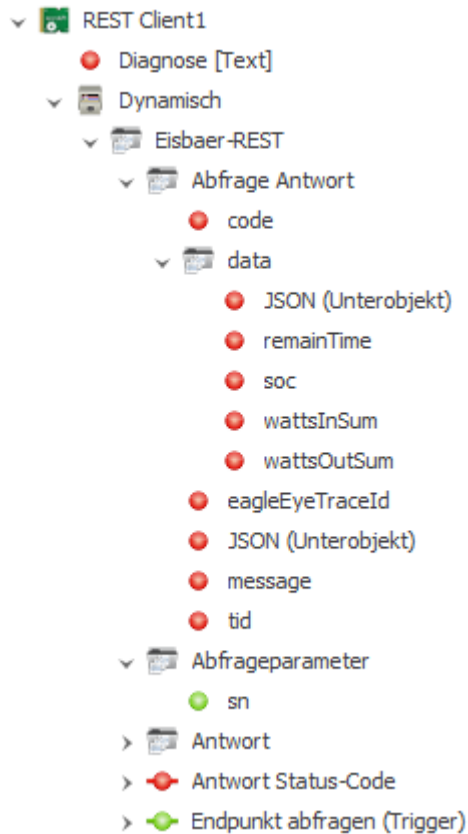 REST Client1
Diagnose [Text]
Dynamisch
Eisbaer-REST
Abfrage Antwort
code
data
JSON (Unterobjekt)
remainTime
soc
wattsInSum
wattsOutSum
eagleEyeTraceId
JSON (Unterobjekt)
message
tid
Abfrageparameter
sn
Antwort
Antwort Status-Code
Endpunkt abfragen (Trigger)